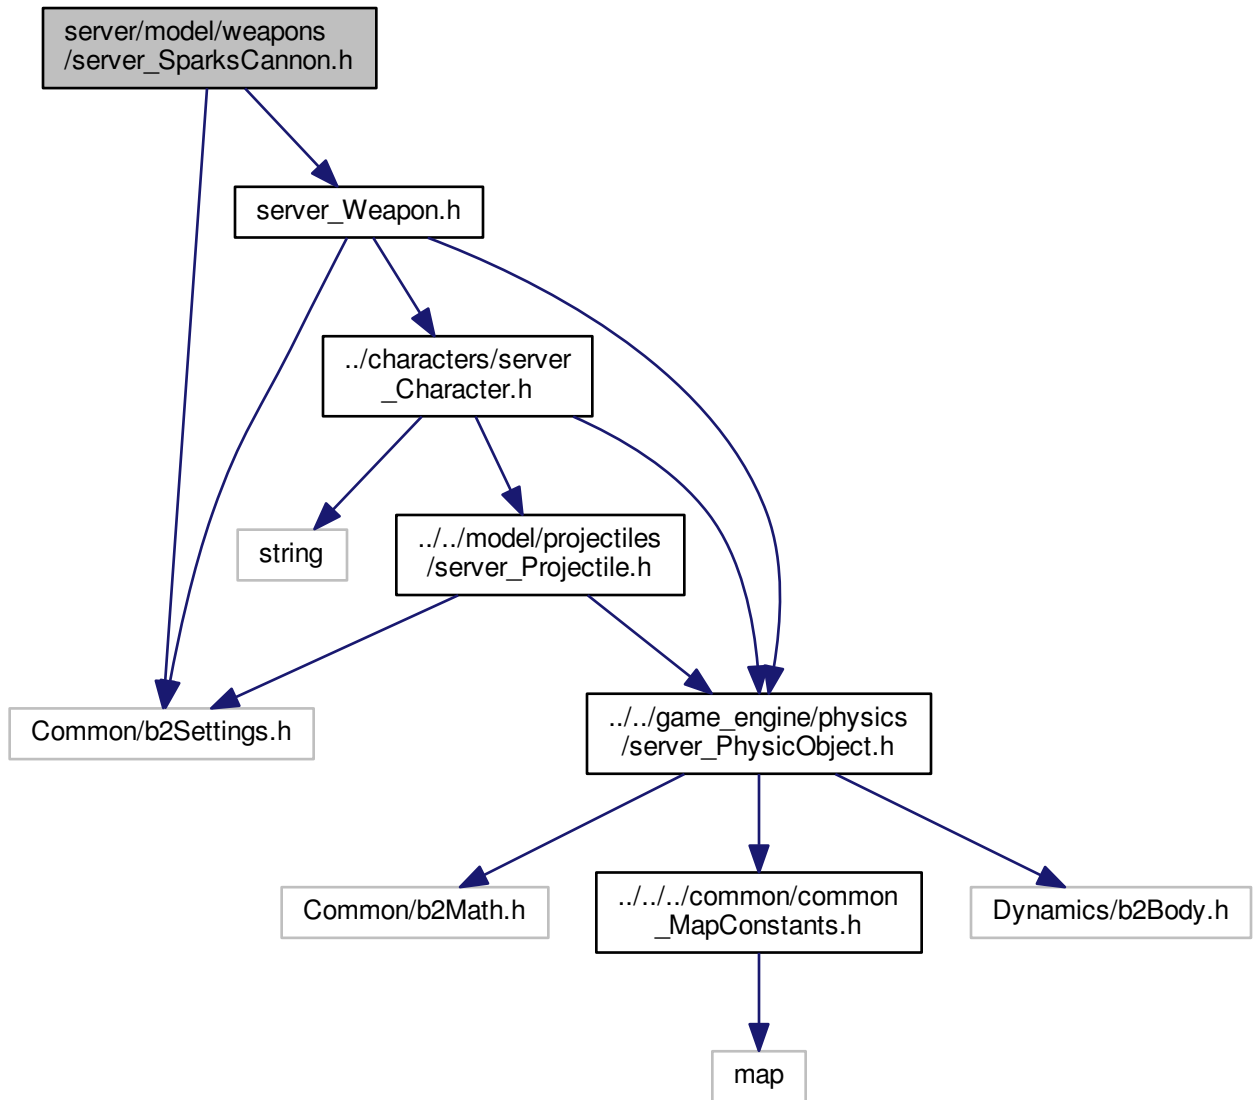 server/model/weapons
/server_SparksCannon.h
server_Weapon.h
../characters/server
_Character.h
string
../../model/projectiles
/server_Projectile.h
Common/b2Settings.h
../../game_engine/physics
/server_PhysicObject.h
Common/b2Math.h
../../../common/common
_MapConstants.h
Dynamics/b2Body.h
map